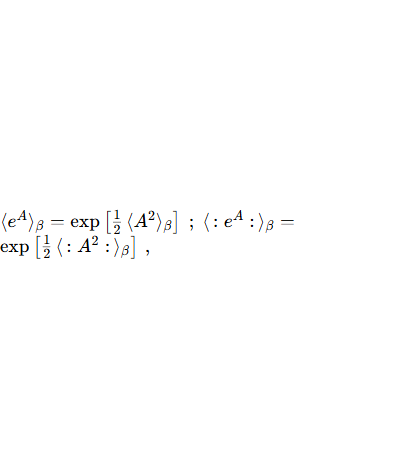 ⟨e^A⟩_β = exp [½ ⟨A²⟩_β] ; ⟨ : e^A : ⟩_β =
exp [½ ⟨ : A² : ⟩_β] ,